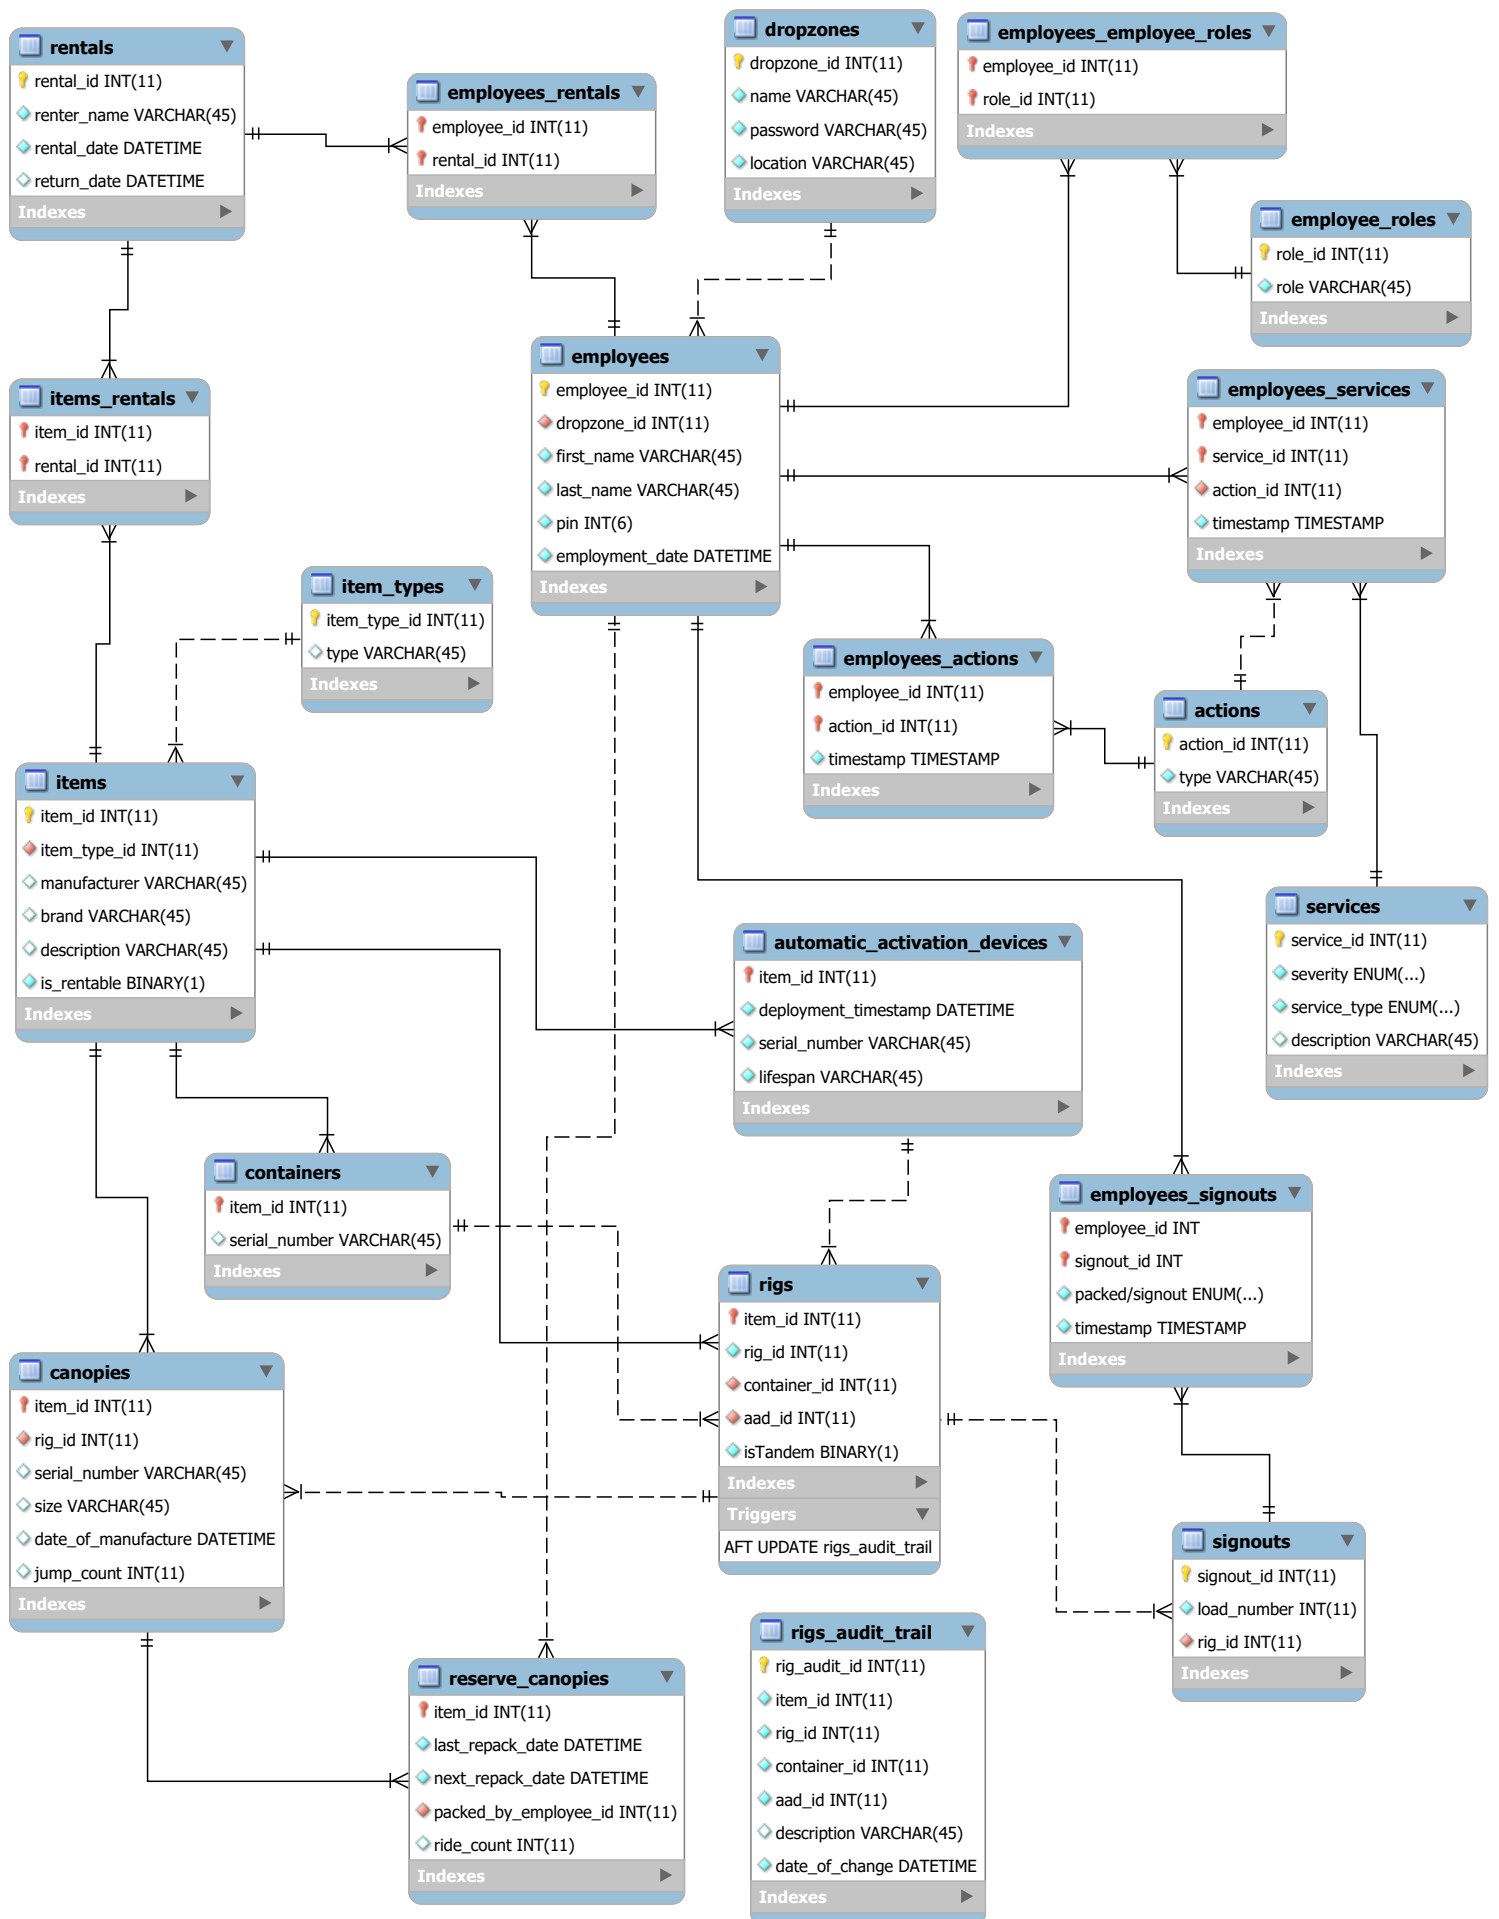 rentals
rental_id INT(11)
renter_name VARCHAR(45)
rental_date DATETIME
return_date DATETIME
Indexes
employees_rentals
employee_id INT(11)
rental_id INT(11)
Indexes
dropzones
dropzone_id INT(11)
name VARCHAR(45)
password VARCHAR(45)
location VARCHAR(45)
Indexes
employees_employee_roles
employee_id INT(11)
role_id INT(11)
Indexes
employee_roles
role_id INT(11)
role VARCHAR(45)
Indexes
items_rentals
item_id INT(11)
rental_id INT(11)
Indexes
employees
employee_id INT(11)
dropzone_id INT(11)
first_name VARCHAR(45)
last_name VARCHAR(45)
pin INT(6)
employment_date DATETIME
Indexes
employees_services
employee_id INT(11)
service_id INT(11)
action_id INT(11)
timestamp TIMESTAMP
Indexes
item_types
item_type_id INT(11)
type VARCHAR(45)
Indexes
employees_actions
employee_id INT(11)
action_id INT(11)
timestamp TIMESTAMP
Indexes
actions
action_id INT(11)
type VARCHAR(45)
Indexes
items
item_id INT(11)
item_type_id INT(11)
manufacturer VARCHAR(45)
brand VARCHAR(45)
description VARCHAR(45)
is_rentable BINARY(1)
Indexes
services
service_id INT(11)
severity ENUM(...)
service_type ENUM(...)
description VARCHAR(45)
Indexes
automatic_activation_devices
item_id INT(11)
deployment_timestamp DATETIME
serial_number VARCHAR(45)
lifespan VARCHAR(45)
Indexes
containers
item_id INT(11)
serial_number VARCHAR(45)
Indexes
employees_signouts
employee_id INT
signout_id INT
packed/signout ENUM(...)
timestamp TIMESTAMP
Indexes
rigs
item_id INT(11)
rig_id INT(11)
container_id INT(11)
aad_id INT(11)
isTandem BINARY(1)
Indexes
Triggers
AFT UPDATE rigs_audit_trail
canopies
item_id INT(11)
rig_id INT(11)
serial_number VARCHAR(45)
size VARCHAR(45)
date_of_manufacture DATETIME
jump_count INT(11)
Indexes
signouts
signout_id INT(11)
load_number INT(11)
rig_id INT(11)
Indexes
reserve_canopies
item_id INT(11)
last_repack_date DATETIME
next_repack_date DATETIME
packed_by_employee_id INT(11)
ride_count INT(11)
Indexes
rigs_audit_trail
rig_audit_id INT(11)
item_id INT(11)
rig_id INT(11)
container_id INT(11)
aad_id INT(11)
description VARCHAR(45)
date_of_change DATETIME
Indexes